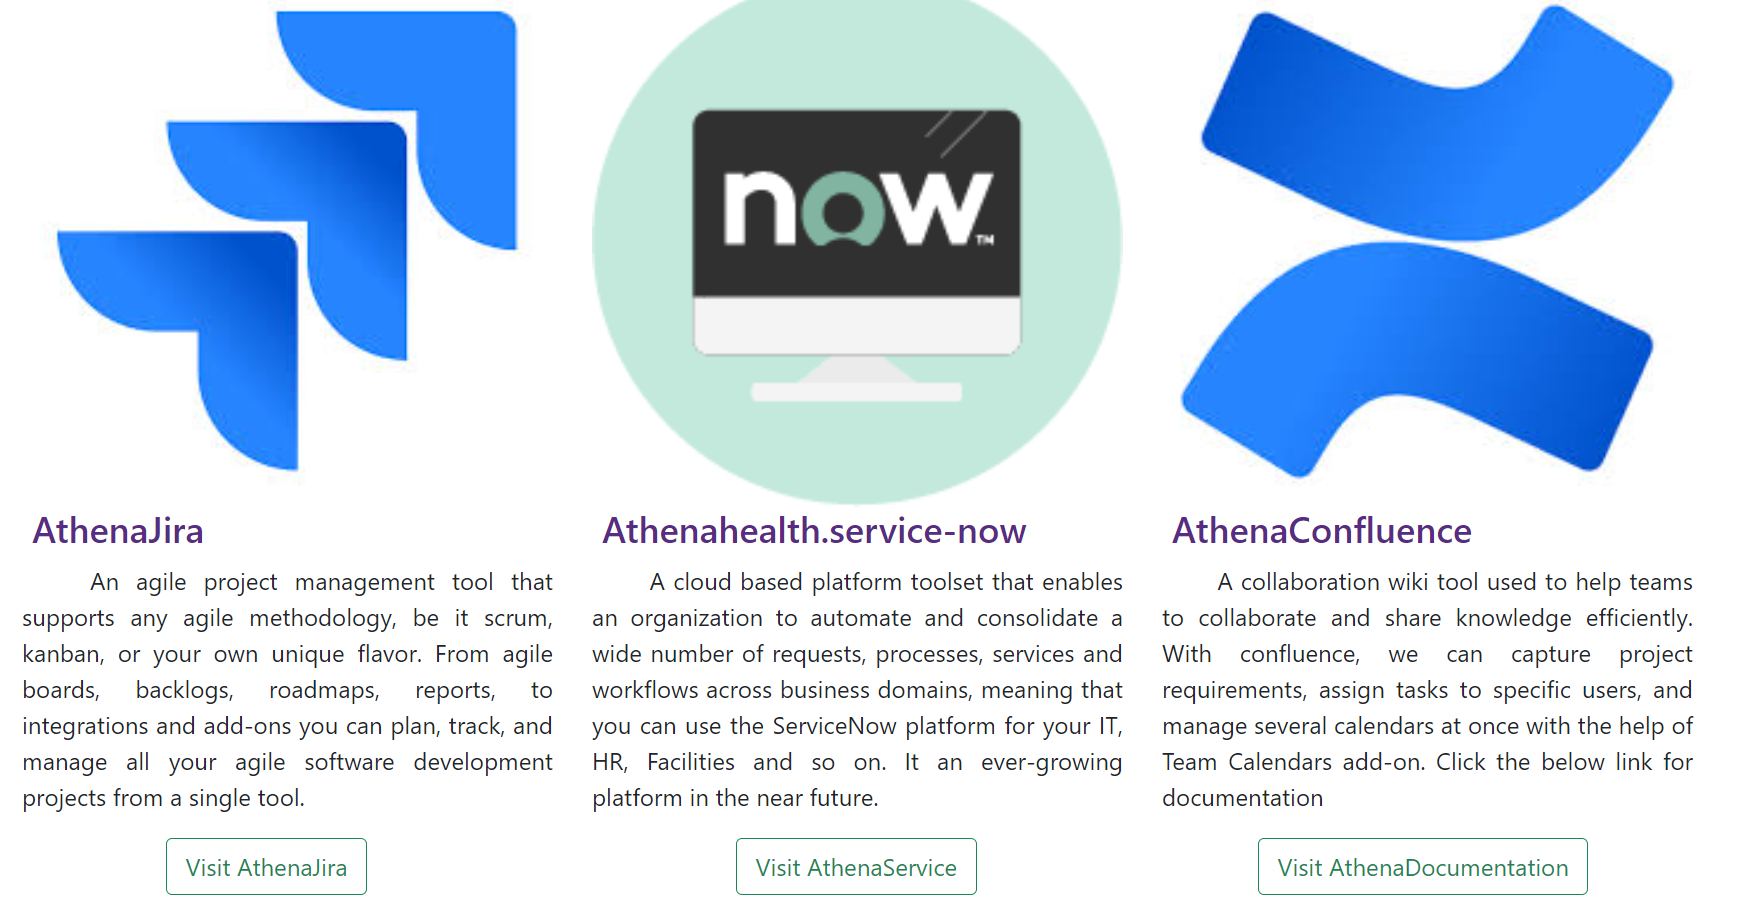 now™
AthenaJira
An agile project management tool that
supports any agile methodology, be it scrum,
kanban, or your own unique flavor. From agile
boards, backlogs, roadmaps, reports, to
integrations and add-ons you can plan, track, and
manage all your agile software development
projects from a single tool.
Visit AthenaJira
Athenahealth.service-now
A cloud based platform toolset that enables
an organization to automate and consolidate a
wide number of requests, processes, services and
workflows across business domains, meaning that
you can use the ServiceNow platform for your IT,
HR, Facilities and so on. It an ever-growing
platform in the near future.
Visit AthenaService
AthenaConfluence
A collaboration wiki tool used to help teams
to collaborate and share knowledge efficiently.
With confluence, we can capture project
requirements, assign tasks to specific users, and
manage several calendars at once with the help of
Team Calendars add-on. Click the below link for
documentation
Visit AthenaDocumentation